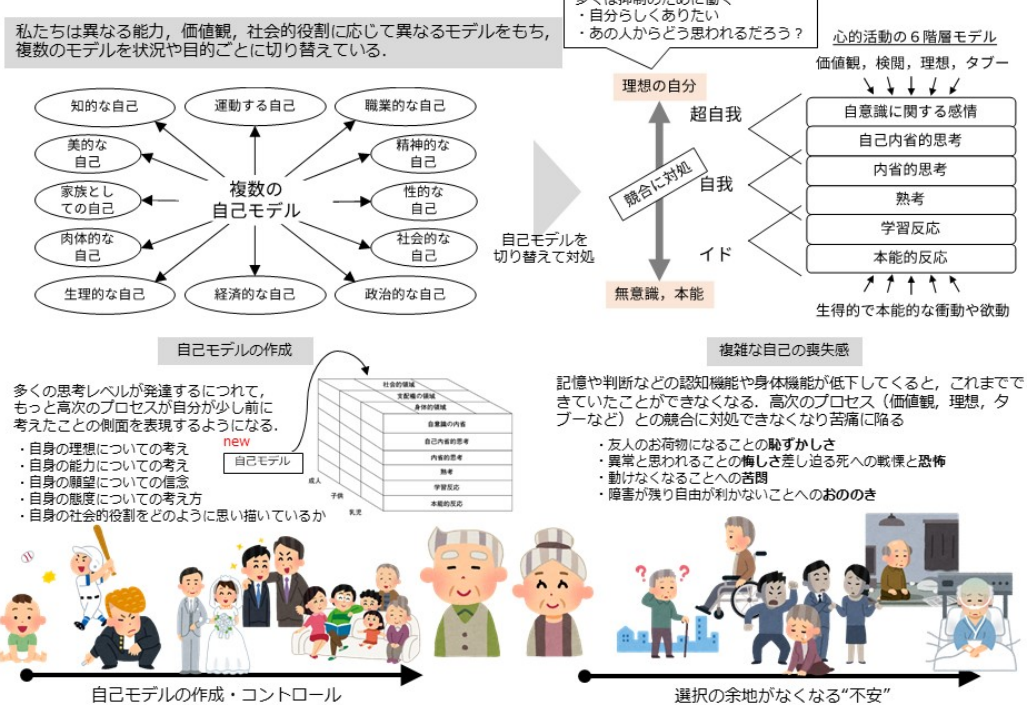 多くは抑制のために働く
・自分らしくありたい
・あの人からどう思われるだろう？
私たちは異なる能力，価値観，社会的役割に応じて異なるモデルをもち，
複数のモデルを状況や目的ごとに切り替えている．
知的な自己
運動する自己
職業的な自己
美的な
自己
精神的な
自己
家族とし
ての自己
複数の
自己モデル
性的な
自己
肉体的な
自己
社会的な
自己
生理的な自己
経済的な自己
政治的な自己
自己モデルを
切り替えて対処
理想の自分
超自我
競合に対処
自我
イド
無意識，本能
心的活動の６階層モデル
価値観，検閲，理想，タブー
自意識に関する感情
自己内省的思考
内省的思考
熟考
学習反応
本能的反応
生得的で本能的な衝動や欲動
自己モデルの作成
多くの思考レベルが発達するにつれて，
もっと高次のプロセスが自分が少し前に
考えたことの側面を表現するようになる．
・自身の理想についての考え
・自身の能力についての考え
・自身の願望についての信念
・自身の態度についての考え方
・自身の社会的役割をどのように思い描いているか
new
自己モデル
社会的領域
支配権の領域
身体的領域
自意識の内省
自己内省的思考
内省的思考
熟考
学習反応
本能的反応
成人
子供
乳児
複雑な自己の喪失感
記憶や判断などの認知機能や身体機能が低下してくると，これまでで
きていたことができなくなる．高次のプロセス（価値観，理想，タ
ブーなど）との競合に対処できなくなり苦痛に陥る
・友人のお荷物になることの恥ずかしさ
・異常と思われることの悔しさ差し迫る死への戦慄と恐怖
・動けなくなることへの苦悶
・障害が残り自由が利かないことへのおののき
自己モデルの作成・コントロール
選択の余地がなくなる“不安”